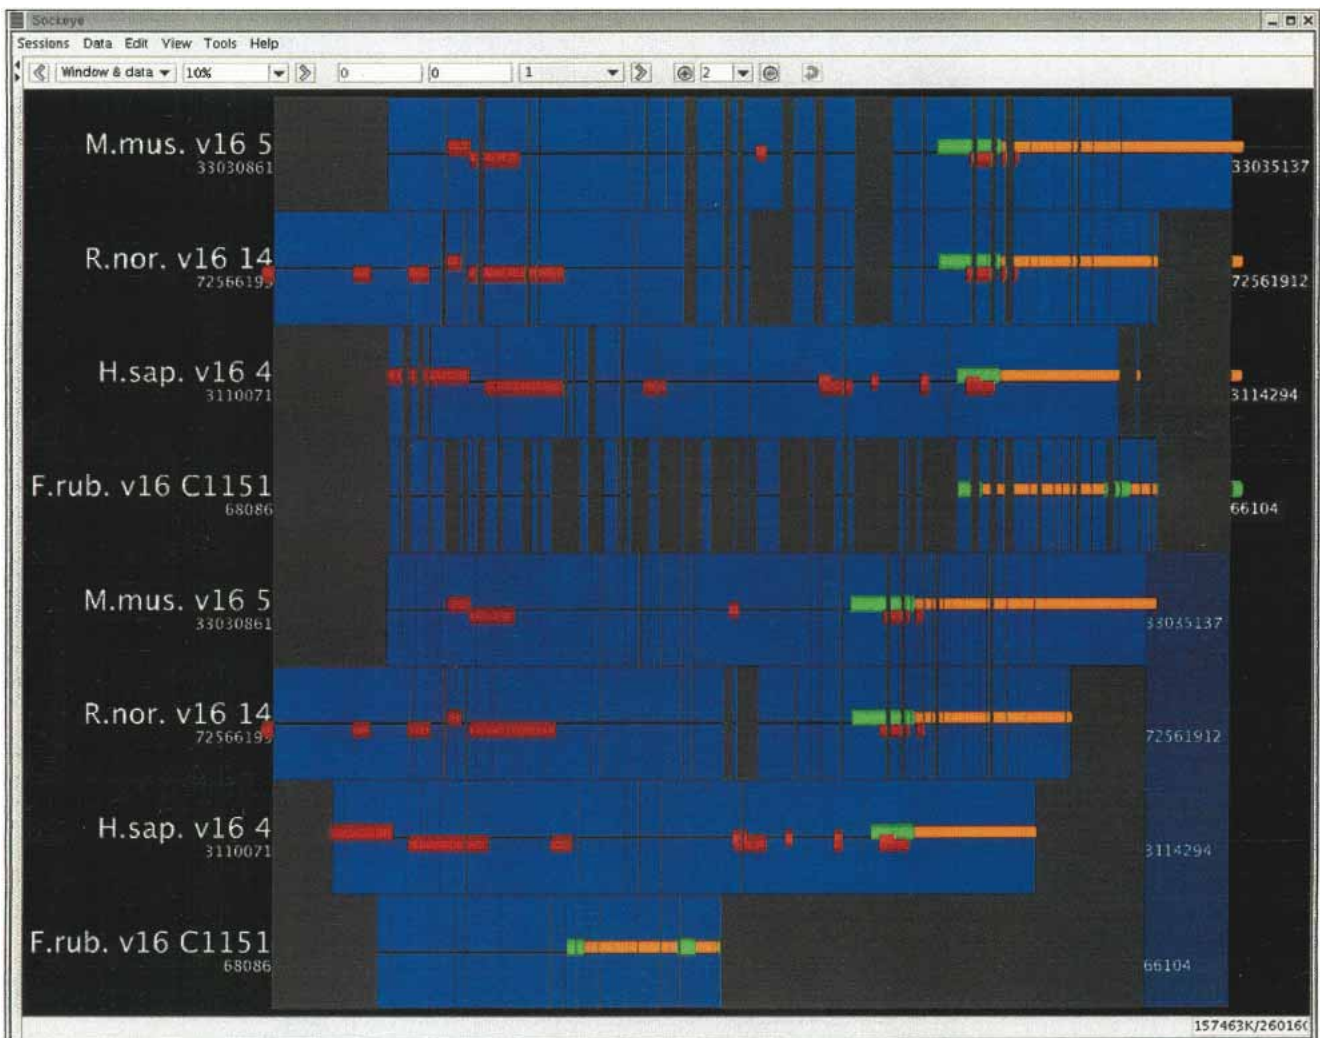 Sockeye
Sessions Data Edit View Tools Help
Window & data 10% 0 0 1 2
M.mus. v16 5
33030861
33035137
R.nor. v16 14
72566199
72561912
H.sap. v16 4
3110071
3114294
F.rub. v16 C1151
68086
66104
M.mus. v16 5
33030861
33035137
R.nor. v16 14
72566199
72561912
H.sap. v16 4
3110071
3114294
F.rub. v16 C1151
68086
66104